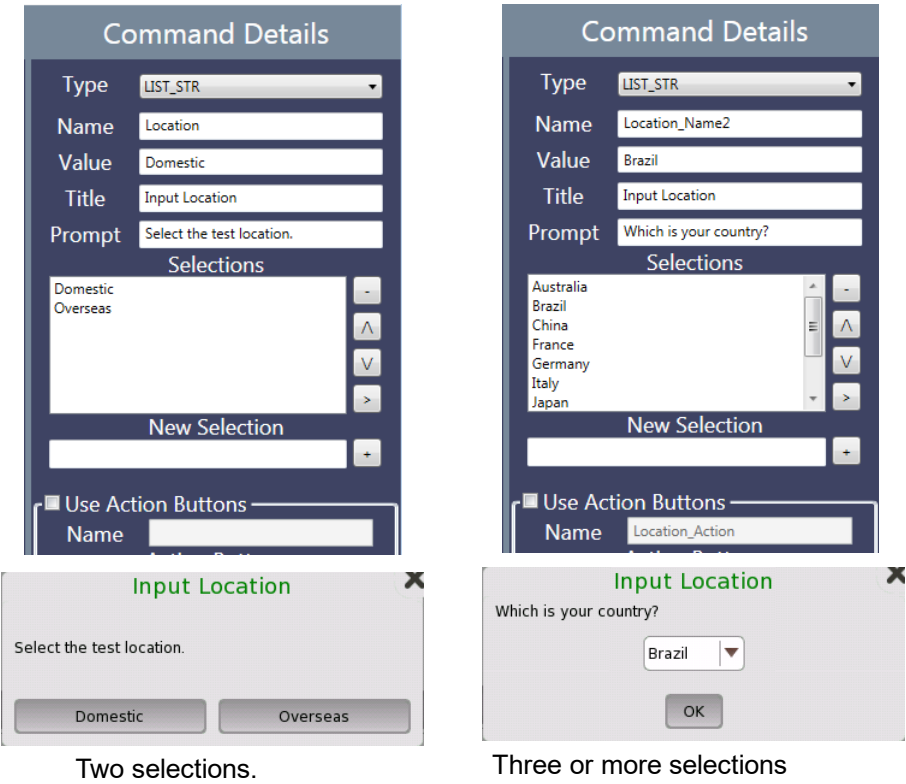 Command Details
Type LIST_STR
Name Location
Value Domestic
Title Input Location
Prompt Select the test location.
Selections
Domestic
Overseas
-
Λ
V
>
New Selection
+
Use Action Buttons
Name
Input Location
Select the test location.
Domestic Overseas
Two selections.
Command Details
Type LIST_STR
Name Location_Name2
Value Brazil
Title Input Location
Prompt Which is your country?
Selections
Australia
Brazil
China
France
Germany
Italy
Japan
-
Λ
V
>
New Selection
+
Use Action Buttons
Name Location_Action
Input Location
Which is your country?
Brazil
OK
Three or more selections